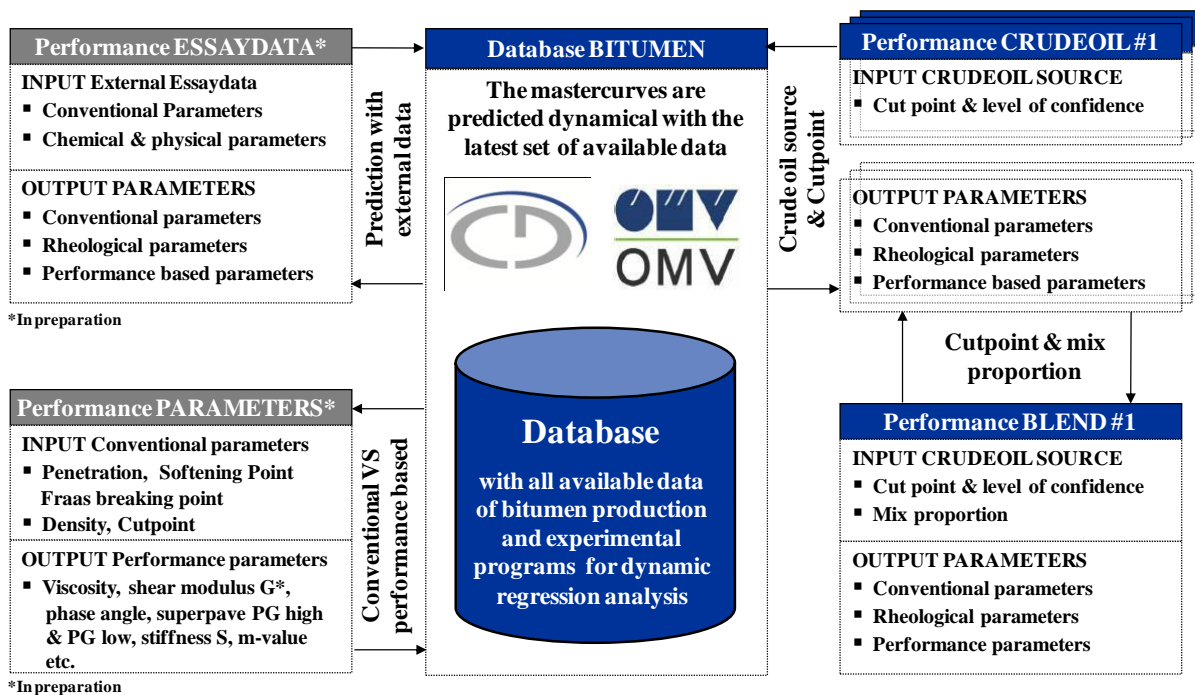 Performance ESSAYDATA*
INPUT External Essaydata
▪ Conventional Parameters
▪ Chemical & physical parameters
OUTPUT PARAMETERS
▪ Conventional parameters
▪ Rheological parameters
▪ Performance based parameters
*In preparation
Prediction with
external data
Performance PARAMETERS*
INPUT Conventional parameters
▪ Penetration, Softening Point
Fraas breaking point
▪ Density, Cutpoint
OUTPUT Performance parameters
▪ Viscosity, shear modulus G*,
phase angle, superpave PG high
& PG low, stiffness S, m-value
etc.
*In preparation
Conventional VS
performance based
Database BITUMEN
The mastercurves are
predicted dynamical with the
latest set of available data
OMV
OMV
Database
with all available data
of bitumen production
and experimental
programs for dynamic
regression analysis
Crude oil source
& Cutpoint
Performance CRUDEOIL #1
INPUT CRUDEOIL SOURCE
▪ Cut point & level of confidence
OUTPUT PARAMETERS
▪ Conventional parameters
▪ Rheological parameters
▪ Performance based parameters
Cutpoint & mix
proportion
Performance BLEND #1
INPUT CRUDEOIL SOURCE
▪ Cut point & level of confidence
▪ Mix proportion
OUTPUT PARAMETERS
▪ Conventional parameters
▪ Rheological parameters
▪ Performance parameters